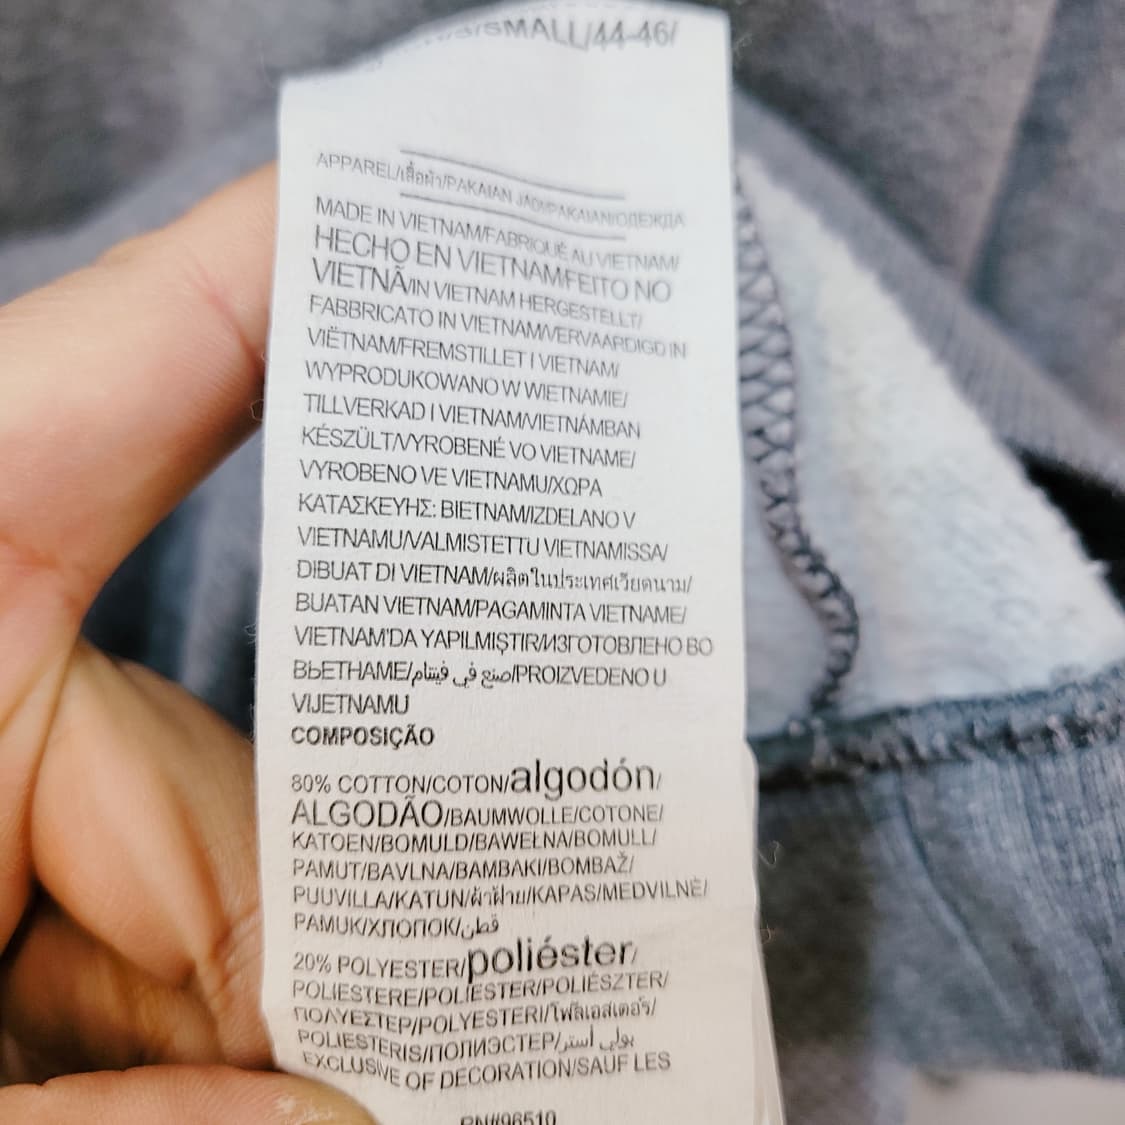 SMALL/44-46/
APPAREL/เสื้อผ้า/PAKAIAN JADI/PAKAIAN/ОДЕЖДА
MADE IN VIETNAM/FABRIQUÉ AU VIETNAM/
HECHO EN VIETNAM/FEITO NO
VIETNÃ/IN VIETNAM HERGESTELLT/
FABBRICATO IN VIETNAM/VERVAARDIGD IN
VIËTNAM/FREMSTILLET I VIETNAM/
WYPRODUKOWANO W WIETNAMIE/
TILLVERKAD I VIETNAM/VIETNÁMBAN
KÉSZÜLT/VYROBENÉ VO VIETNAME/
VYROBENO VE VIETNAMU/ΧΩΡΑ
ΚΑΤΑΣΚΕΥΗΣ: ΒΙΕΤΝΑΜ/IZDELANO V
VIETNAMU/VALMISTETTU VIETNAMISSA/
DIBUAT DI VIETNAM/ผลิตในประเทศเวียดนาม/
BUATAN VIETNAM/PAGAMINTA VIETNAME/
VIETNAM'DA YAPILMIŞTIR/ИЗГОТОВЛЕНО ВО
ВЬЕТНАМЕ/صنع في فيتنام/PROIZVEDENO U
VIJETNAMU
COMPOSIÇÃO
80% COTTON/COTON/algodón/
ALGODÃO/BAUMWOLLE/COTONE/
KATOEN/BOMULD/BAWEŁNA/BOMULL/
PAMUT/BAVLNA/BAMBAKI/BOMBAŽ/
PUUVILLA/KATUN/ผ้าฝ้าย/KAPAS/MEDVILNĖ/
PAMUK/ХЛОПОК/قطن
20% POLYESTER/poliéster/
POLIESTERE/POLÍESTER/POLIÉSZTER/
ΠΟΛΥΕΣΤΕΡ/POLYESTERI/โพลีเอสเตอร์/
POLIESTERIS/ПОЛИЭСТЕР/بولي أستر
EXCLUSIVE OF DECORATION/SAUF LES
RN#96510